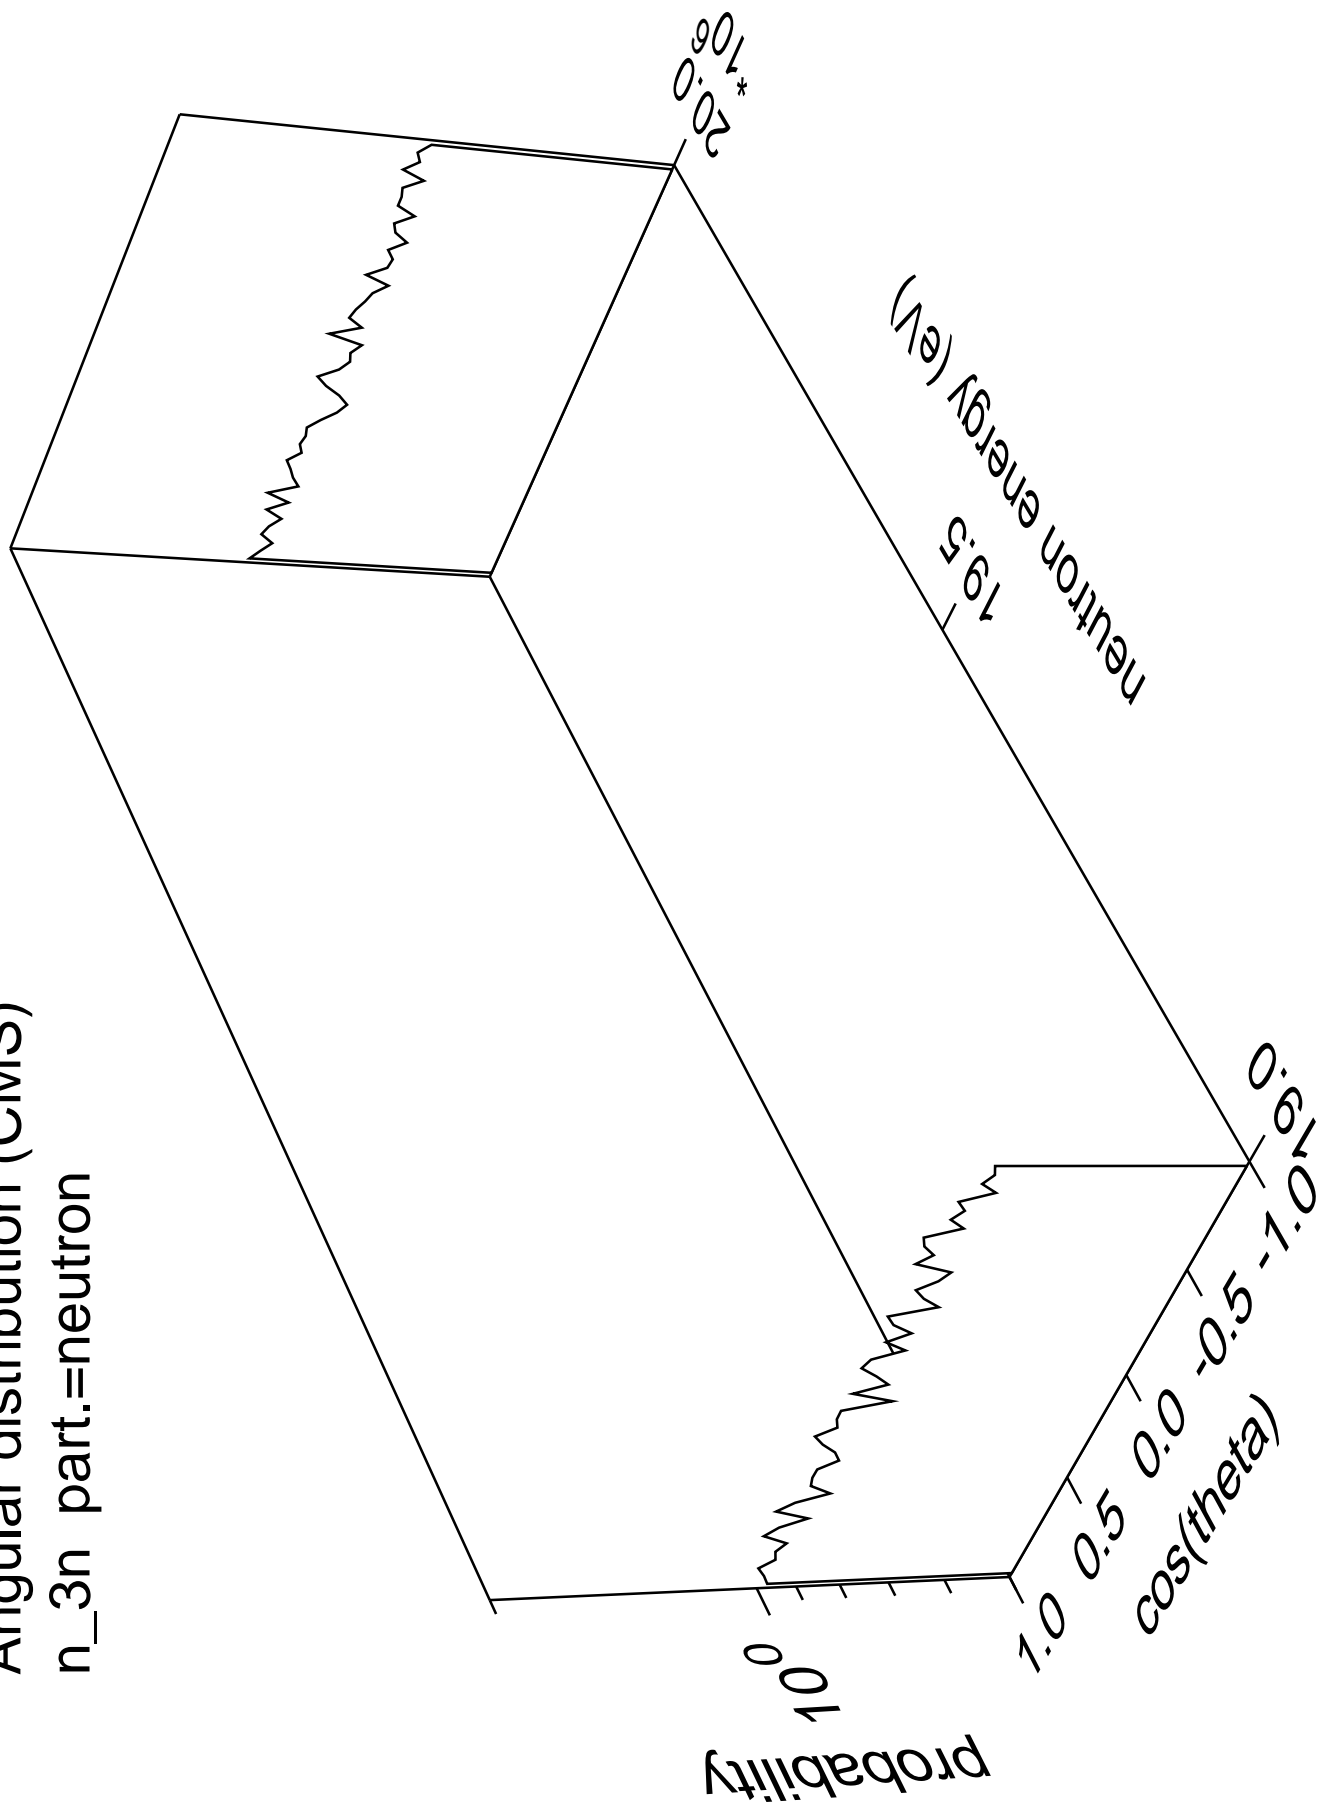 Angular distribution (CMS)
n_3n part.=neutron
probability
10^0
1.0
0.5
0.0
-0.5
-1.0
cos(theta)
19.0
19.5
20.0
*10^6
neutron energy (eV)